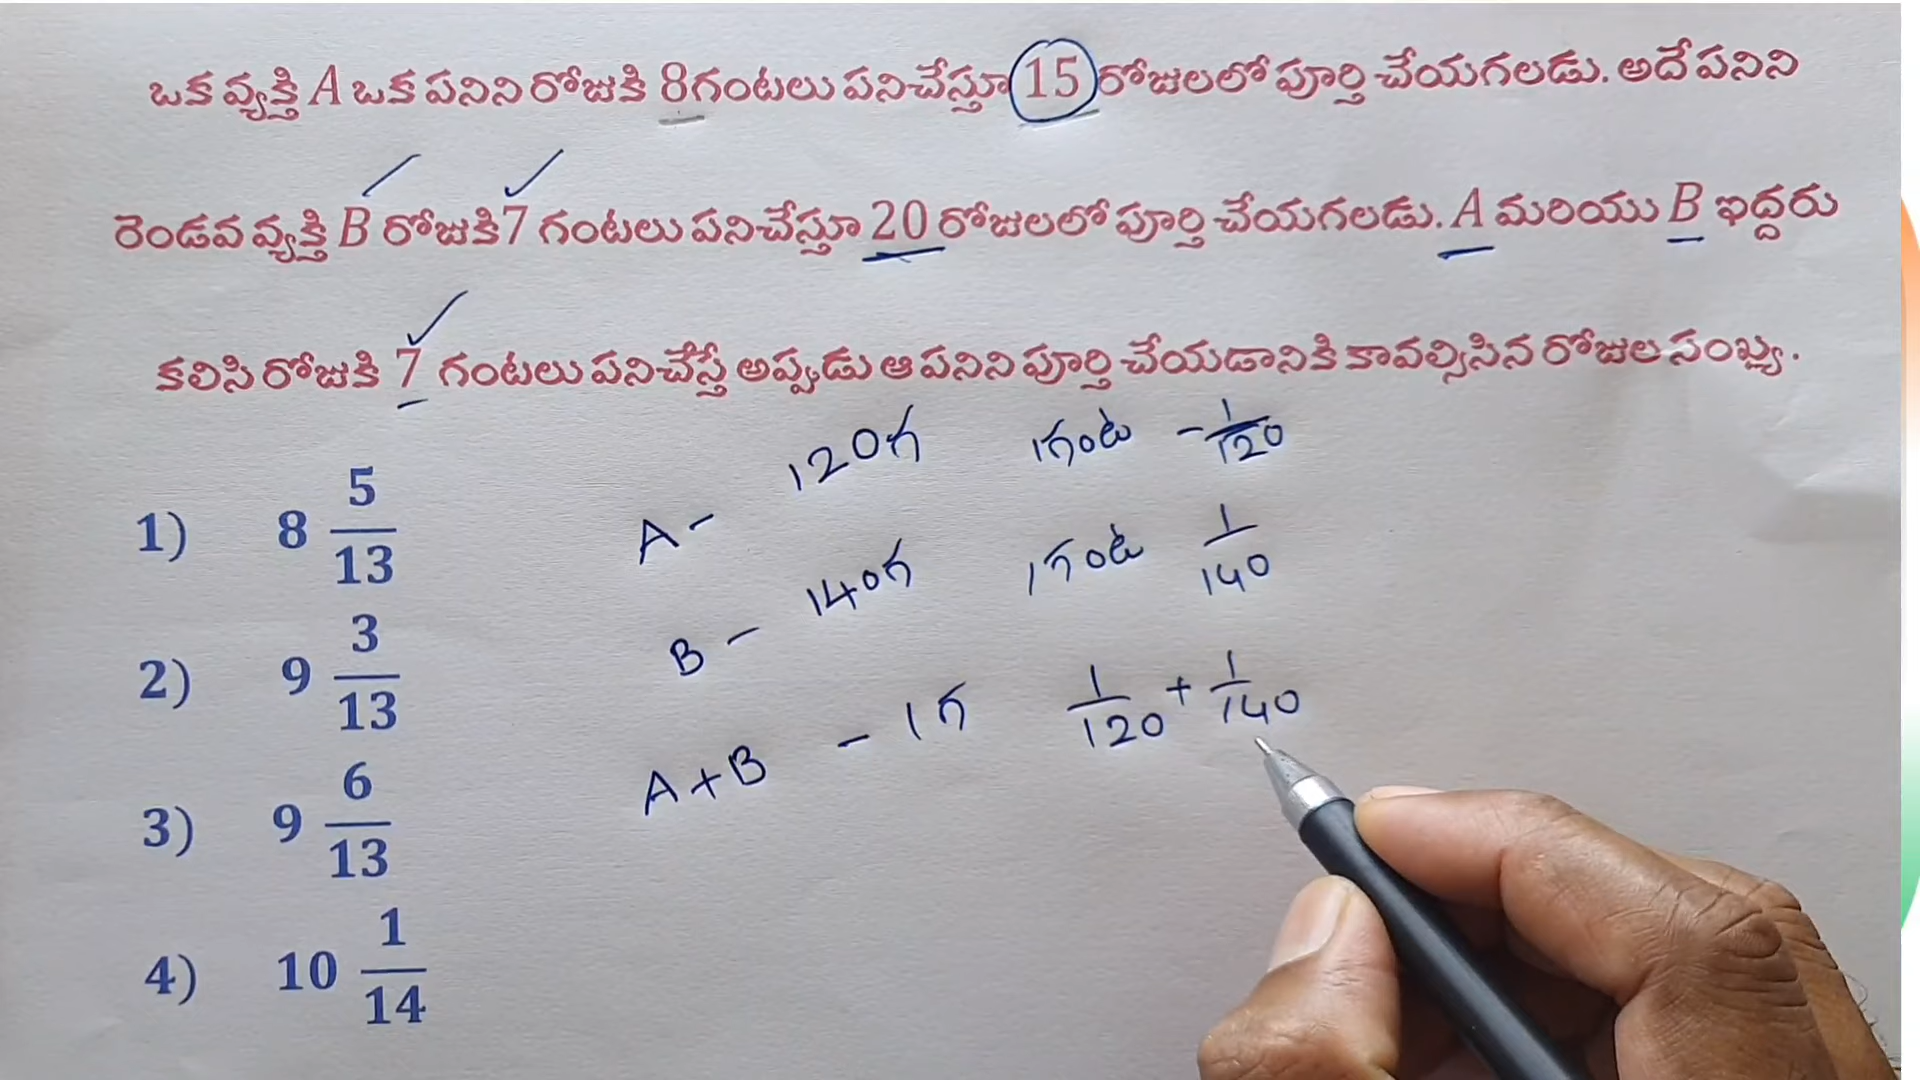 ఒక వ్యక్తి A ఒక పనిని రోజుకి 8గంటలు పనిచేస్తూ 15 రోజులలో పూర్తి చేయగలడు. అదే పనిని
రెండవ వ్యక్తి B రోజుకి 7 గంటలు పనిచేస్తూ 20 రోజులలో పూర్తి చేయగలడు. A మరియు B ఇద్దరు
కలిసి రోజుకి 7 గంటలు పనిచేస్తే అప్పుడు ఆ పనిని పూర్తి చేయడానికి కావల్సిన రోజుల సంఖ్య.
1) 8 5/13
2) 9 3/13
3) 9 6/13
4) 10 1/14
A - 120గ 1గంట - 1/120
B - 140గ 1గంట 1/140
A+B - 1గ 1/120 + 1/140